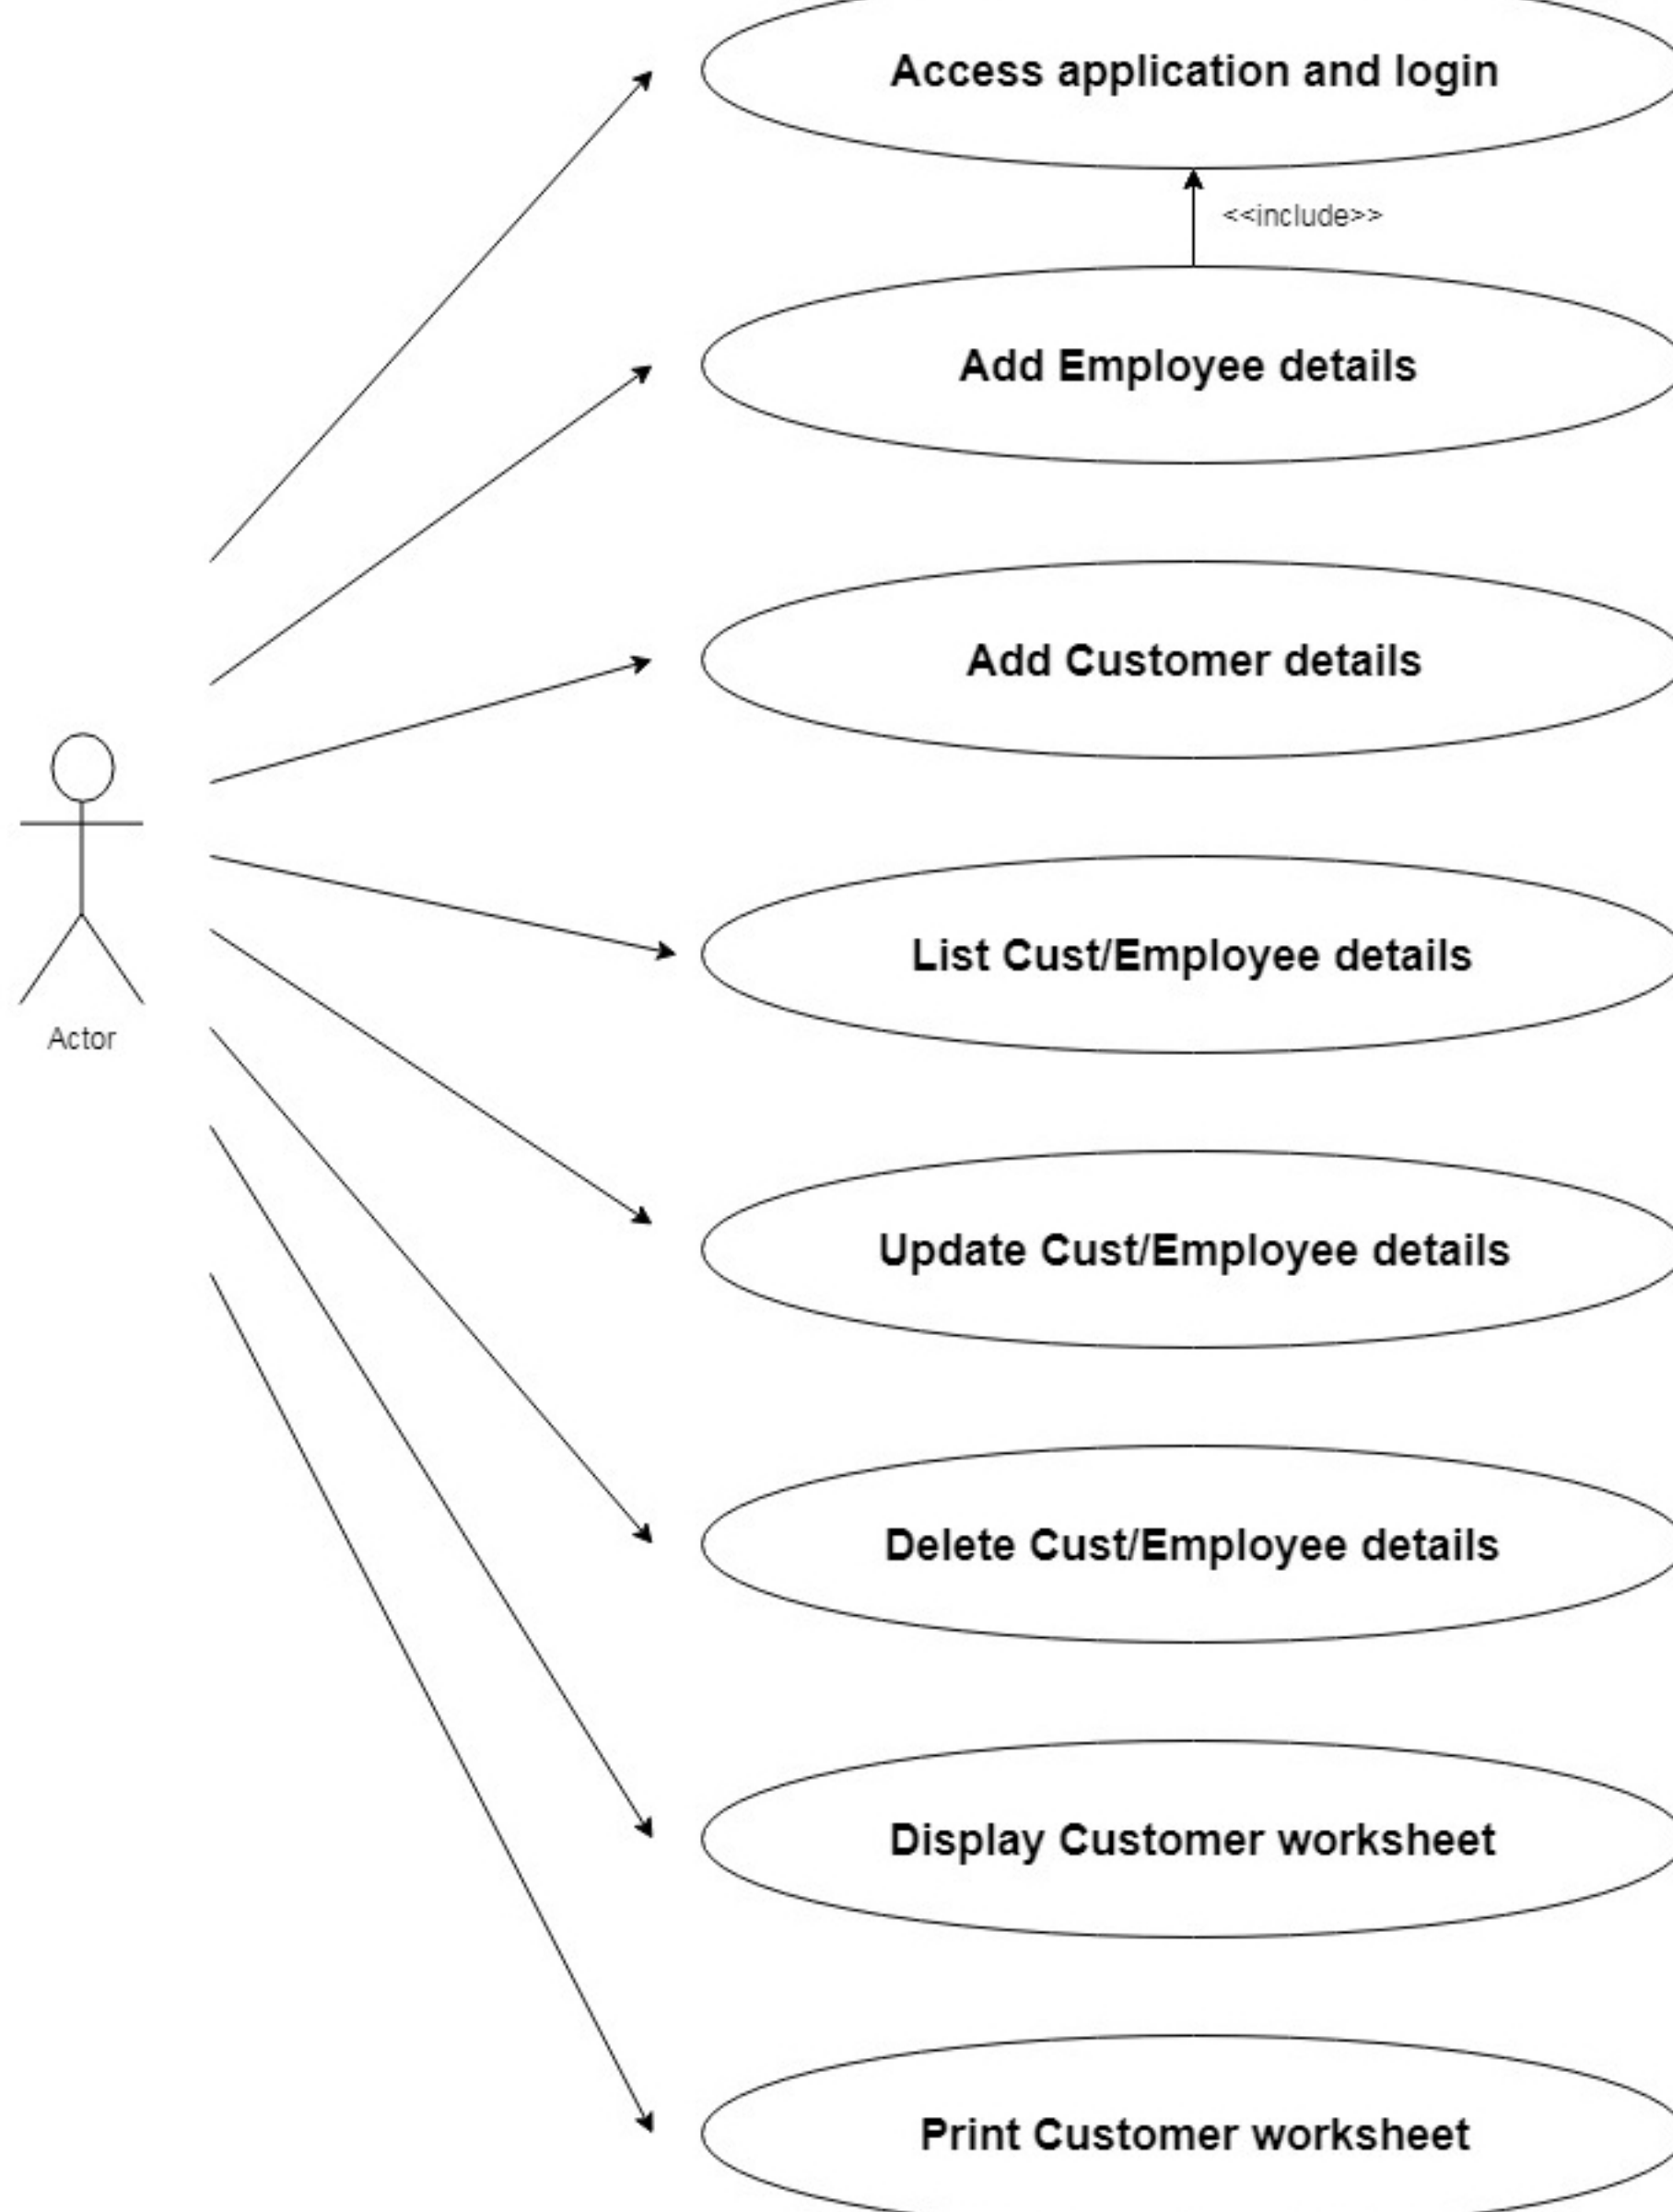 Access application and login
<<include>>
Add Employee details
Add Customer details
List Cust/Employee details
Actor
Update Cust/Employee details
Delete Cust/Employee details
Display Customer worksheet
Print Customer worksheet